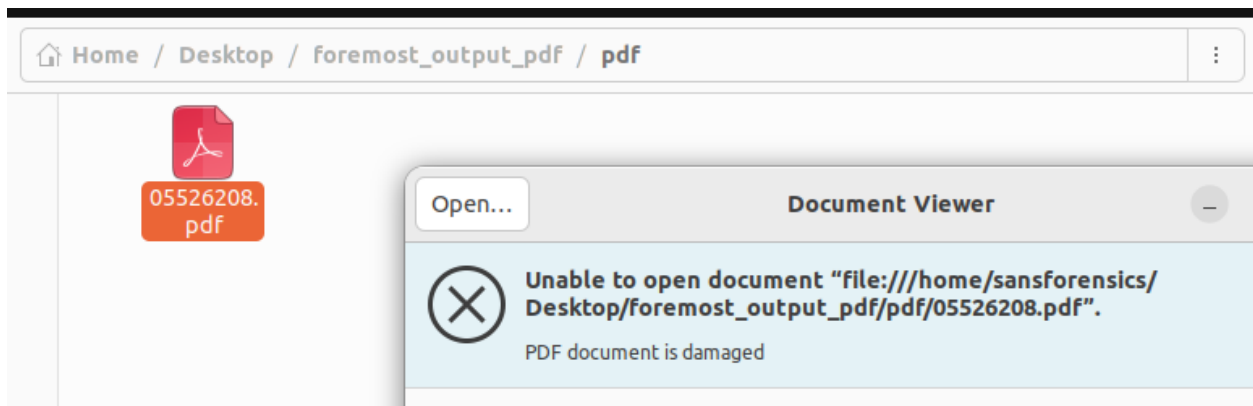 Home / Desktop / foremost_output_pdf / pdf
05526208.
pdf
Open...
Document Viewer
Unable to open document “file:///home/sansforensics/
Desktop/foremost_output_pdf/pdf/05526208.pdf”.
PDF document is damaged